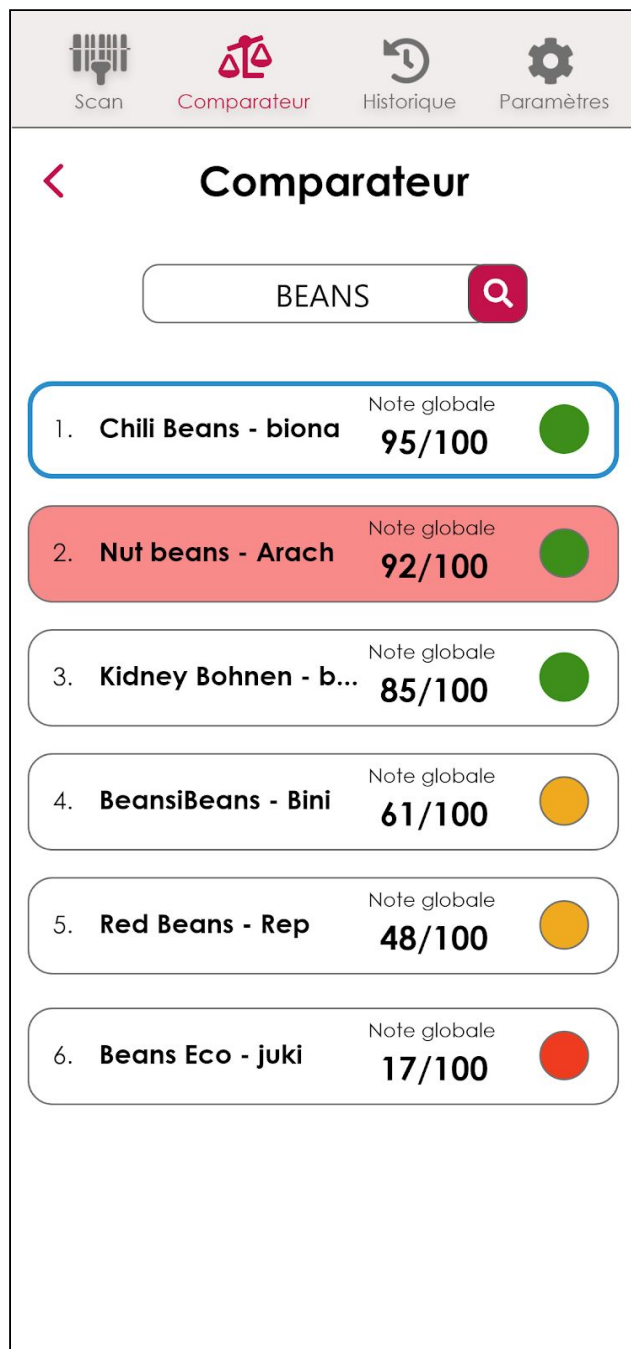 Scan Comparateur Historique Paramètres
Comparateur
BEANS
Note globale
1. Chili Beans - biona 95/100
Note globale
2. Nut beans - Arach 92/100
Note globale
3. Kidney Bohnen - b... 85/100
Note globale
4. BeansiBeans - Bini 61/100
Note globale
5. Red Beans - Rep 48/100
Note globale
6. Beans Eco - juki 17/100